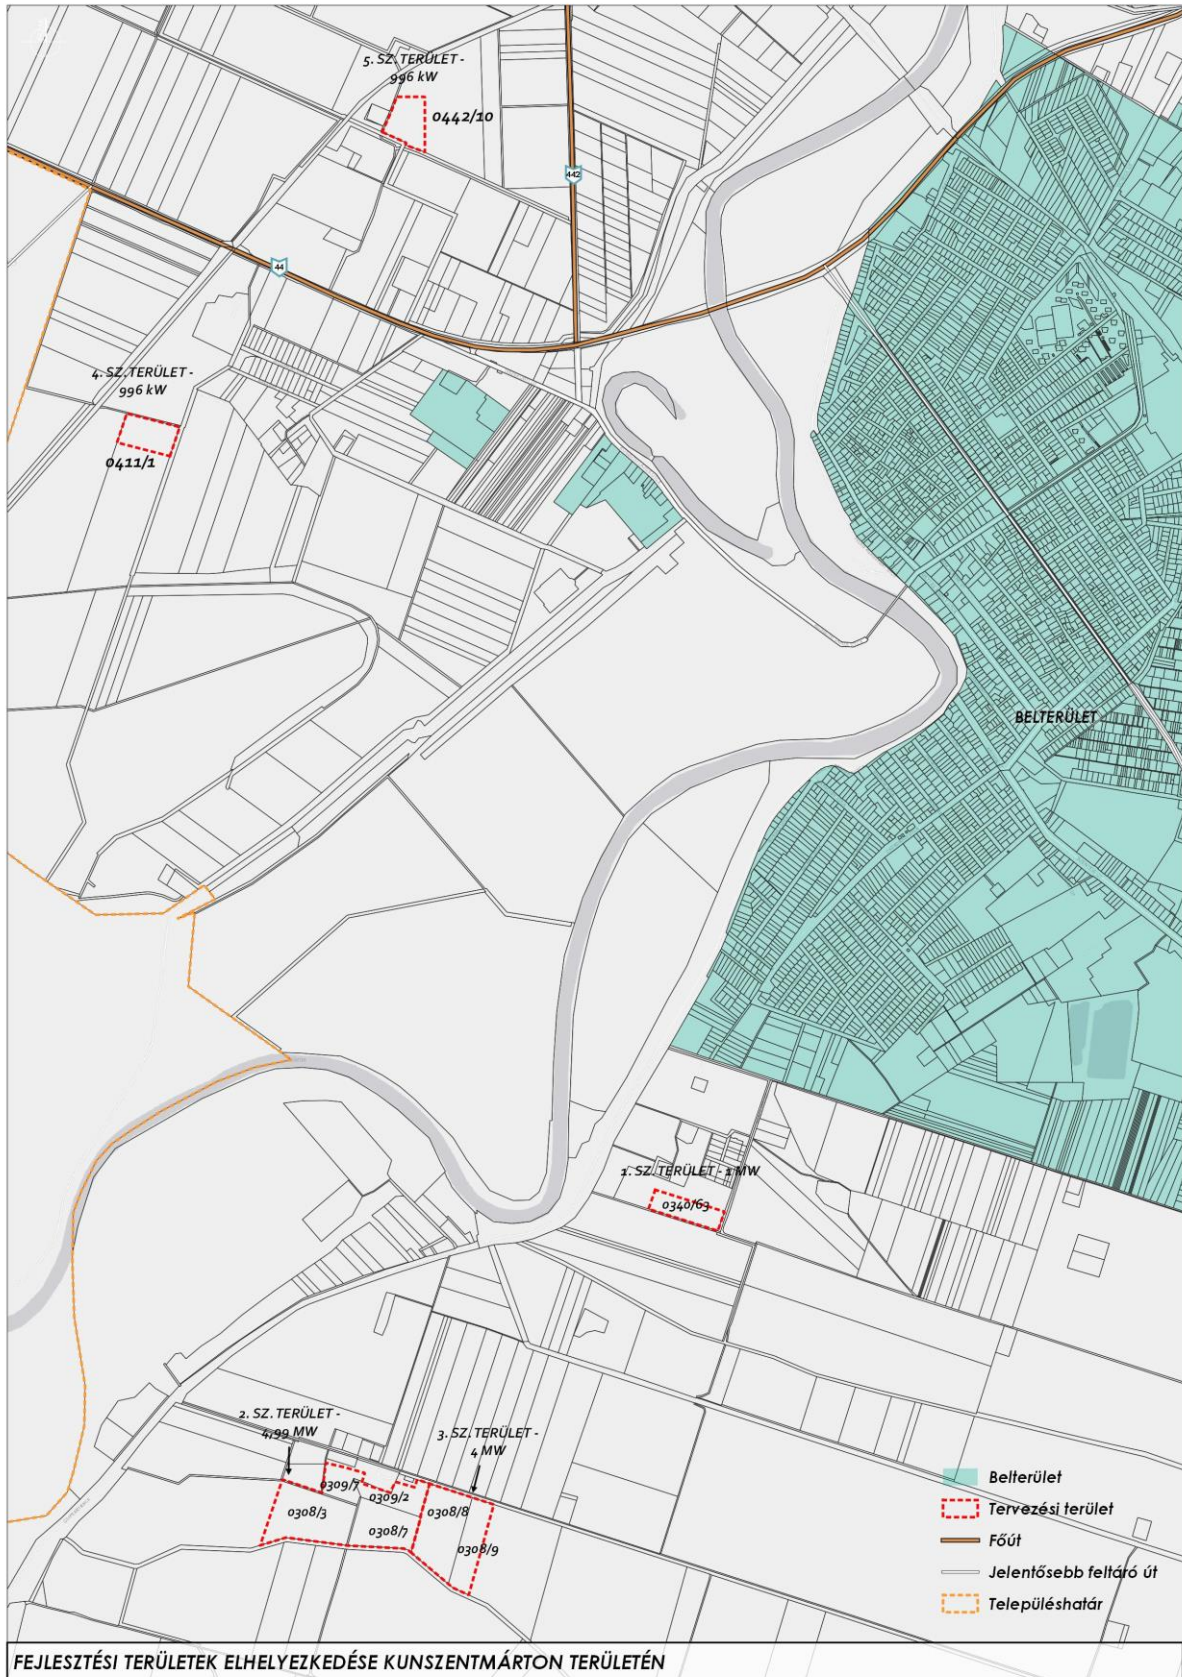 5. SZ. TERÜLET -
996 kW
0442/10
442
44
4. SZ. TERÜLET -
996 kW
0411/1
BELTERÜLET
1. SZ. TERÜLET - 1 MW
0340/63
2. SZ. TERÜLET -
4,99 MW
3. SZ. TERÜLET -
4 MW
0309/7
0309/2
0308/3
0308/7
0308/8
0308/9
Belterület
Tervezési terület
Főút
Jelentősebb feltáró út
Településhatár
FEJLESZTÉSI TERÜLETEK ELHELYEZKEDÉSE KUNSZENTMÁRTON TERÜLETÉN